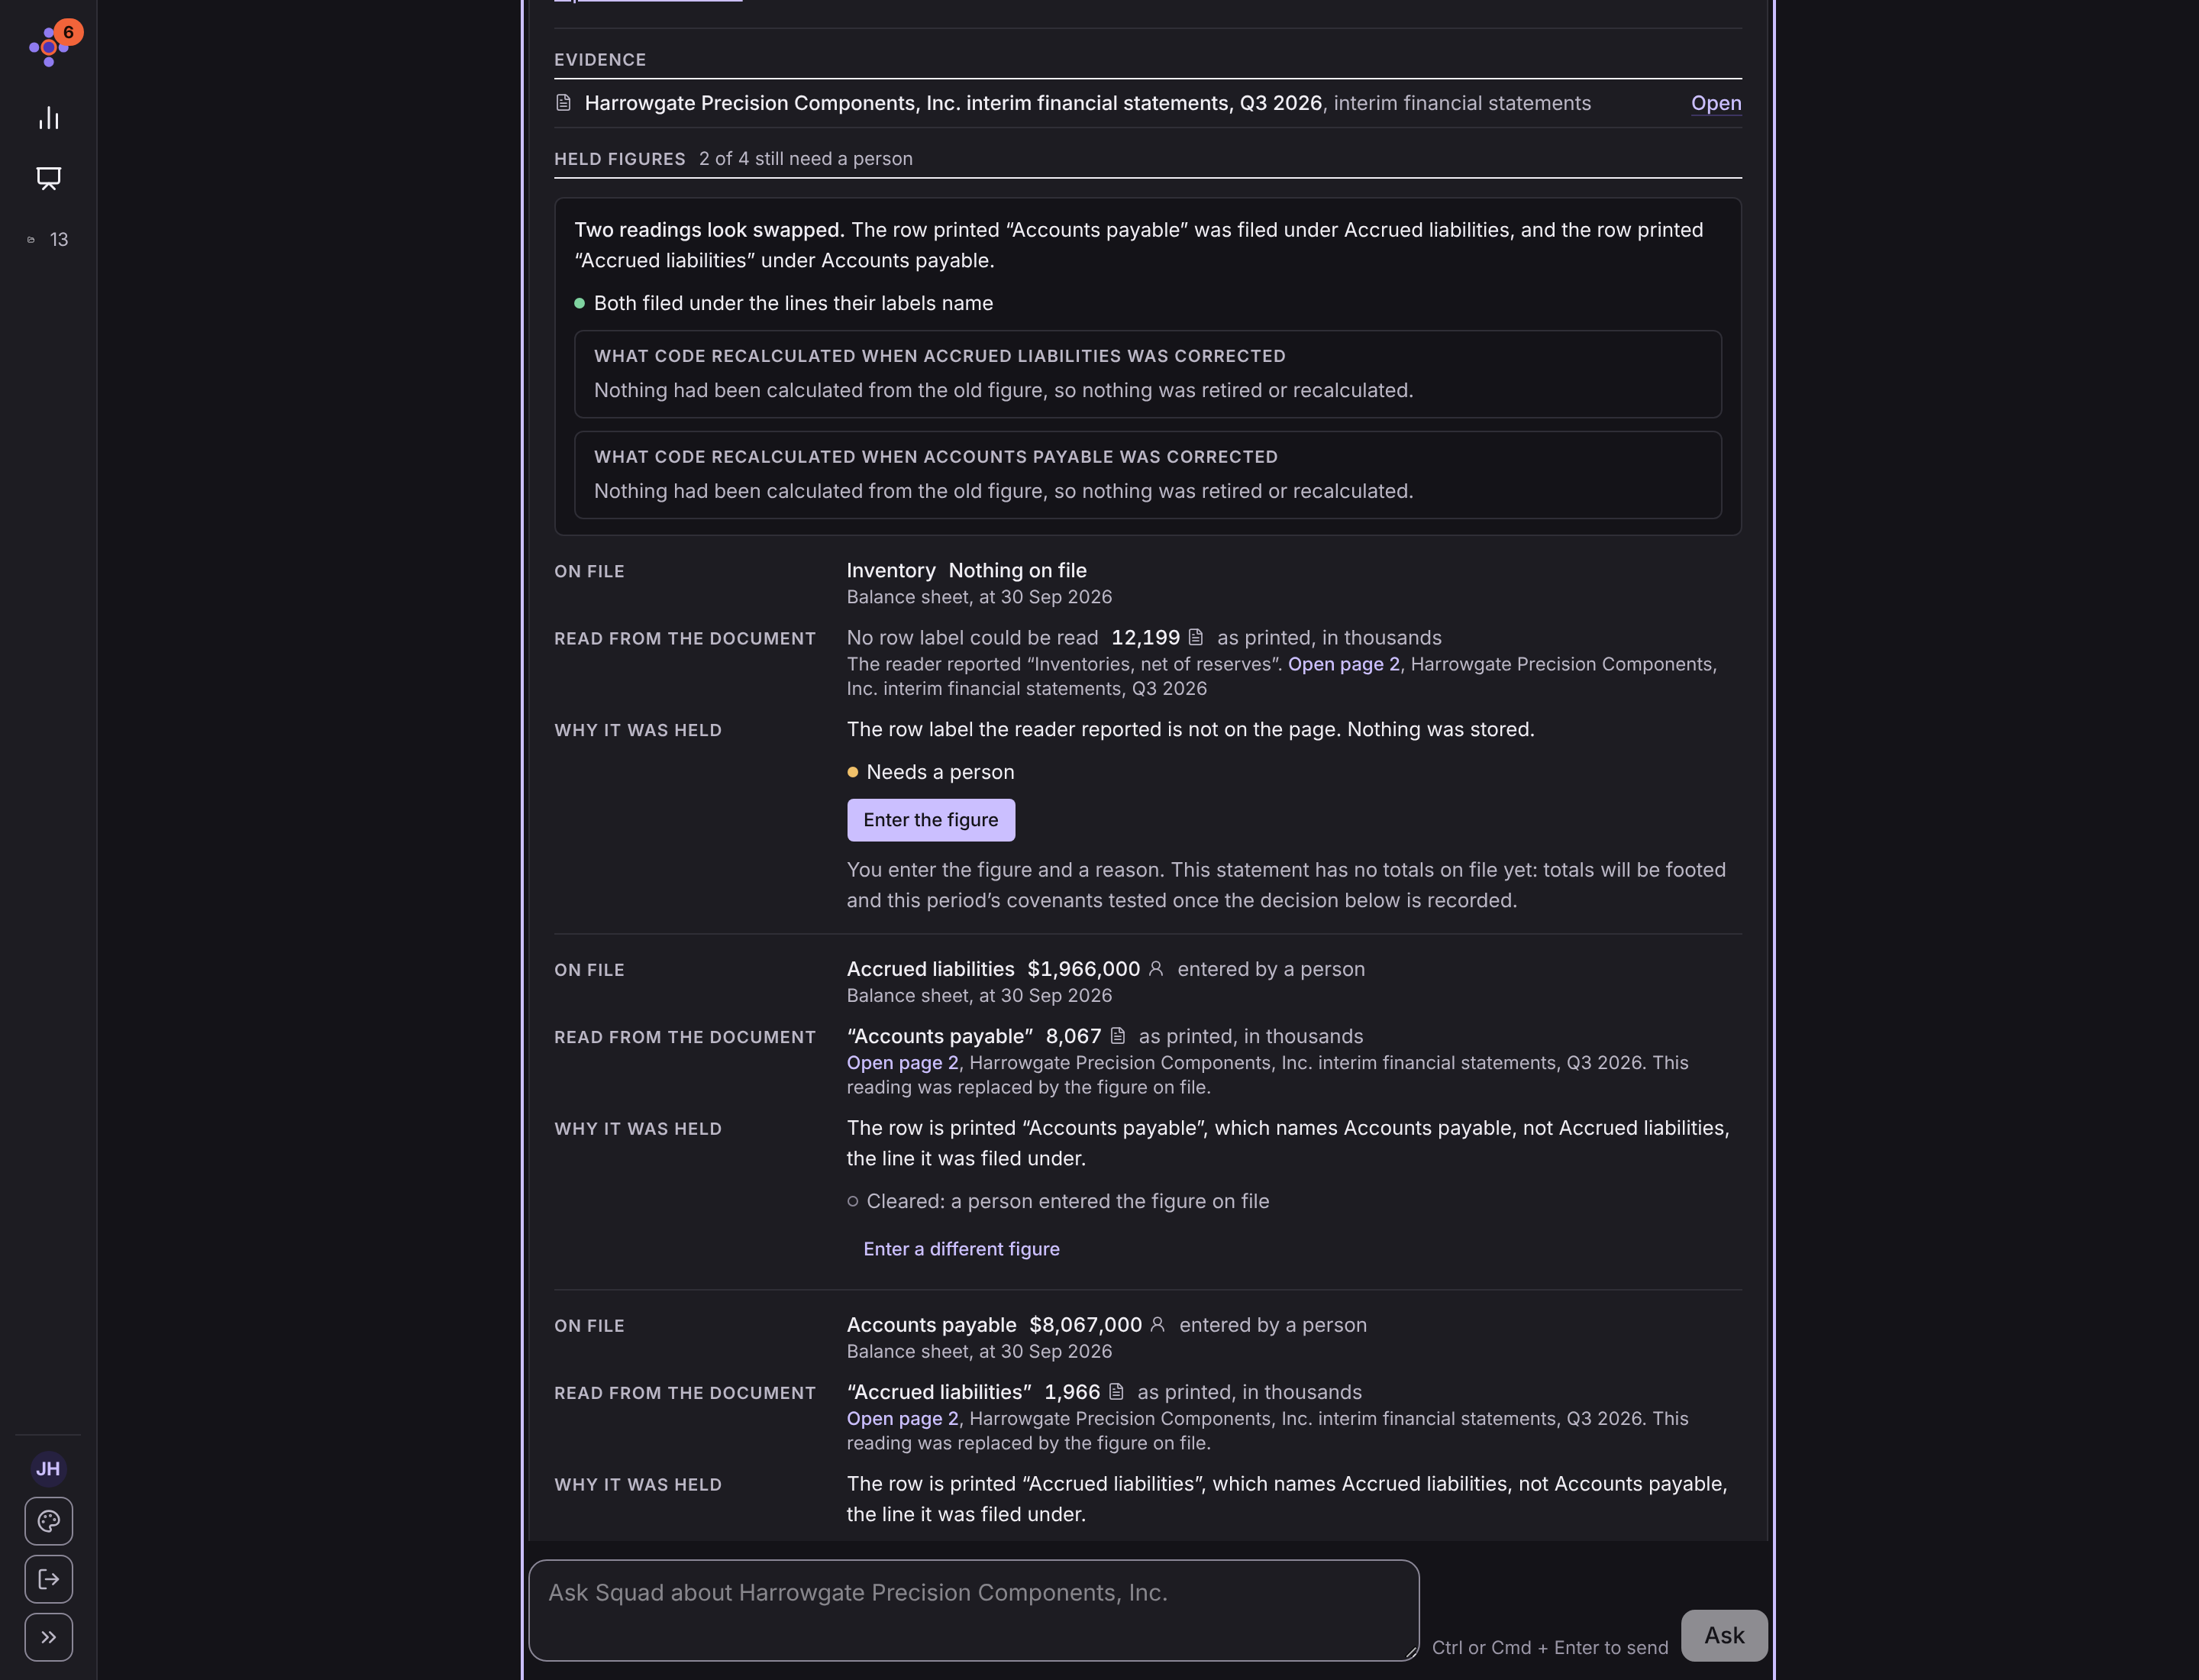 6
13
EVIDENCE
Harrowgate Precision Components, Inc. interim financial statements, Q3 2026, interim financial statements
Open
HELD FIGURES 2 of 4 still need a person
Two readings look swapped. The row printed “Accounts payable” was filed under Accrued liabilities, and the row printed
“Accrued liabilities” under Accounts payable.
Both filed under the lines their labels name
WHAT CODE RECALCULATED WHEN ACCRUED LIABILITIES WAS CORRECTED
Nothing had been calculated from the old figure, so nothing was retired or recalculated.
WHAT CODE RECALCULATED WHEN ACCOUNTS PAYABLE WAS CORRECTED
Nothing had been calculated from the old figure, so nothing was retired or recalculated.
ON FILE
Inventory Nothing on file
Balance sheet, at 30 Sep 2026
READ FROM THE DOCUMENT
No row label could be read 12,199 as printed, in thousands
The reader reported “Inventories, net of reserves”. Open page 2, Harrowgate Precision Components,
Inc. interim financial statements, Q3 2026
WHY IT WAS HELD
The row label the reader reported is not on the page. Nothing was stored.
Needs a person
Enter the figure
You enter the figure and a reason. This statement has no totals on file yet: totals will be footed
and this period’s covenants tested once the decision below is recorded.
ON FILE
Accrued liabilities $1,966,000 entered by a person
Balance sheet, at 30 Sep 2026
READ FROM THE DOCUMENT
“Accounts payable” 8,067 as printed, in thousands
Open page 2, Harrowgate Precision Components, Inc. interim financial statements, Q3 2026. This
reading was replaced by the figure on file.
WHY IT WAS HELD
The row is printed “Accounts payable”, which names Accounts payable, not Accrued liabilities,
the line it was filed under.
Cleared: a person entered the figure on file
Enter a different figure
ON FILE
Accounts payable $8,067,000 entered by a person
Balance sheet, at 30 Sep 2026
READ FROM THE DOCUMENT
“Accrued liabilities” 1,966 as printed, in thousands
Open page 2, Harrowgate Precision Components, Inc. interim financial statements, Q3 2026. This
reading was replaced by the figure on file.
WHY IT WAS HELD
The row is printed “Accrued liabilities”, which names Accrued liabilities, not Accounts payable,
the line it was filed under.
JH
Ask Squad about Harrowgate Precision Components, Inc.
Ctrl or Cmd + Enter to send
Ask